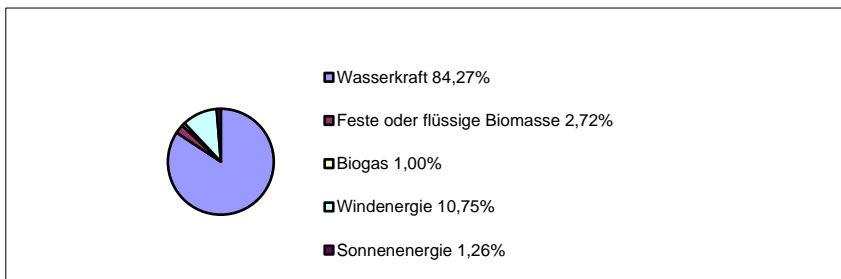 Wasserkraft 84,27%
Feste oder flüssige Biomasse 2,72%
Biogas 1,00%
Windenergie 10,75%
Sonnenenergie 1,26%